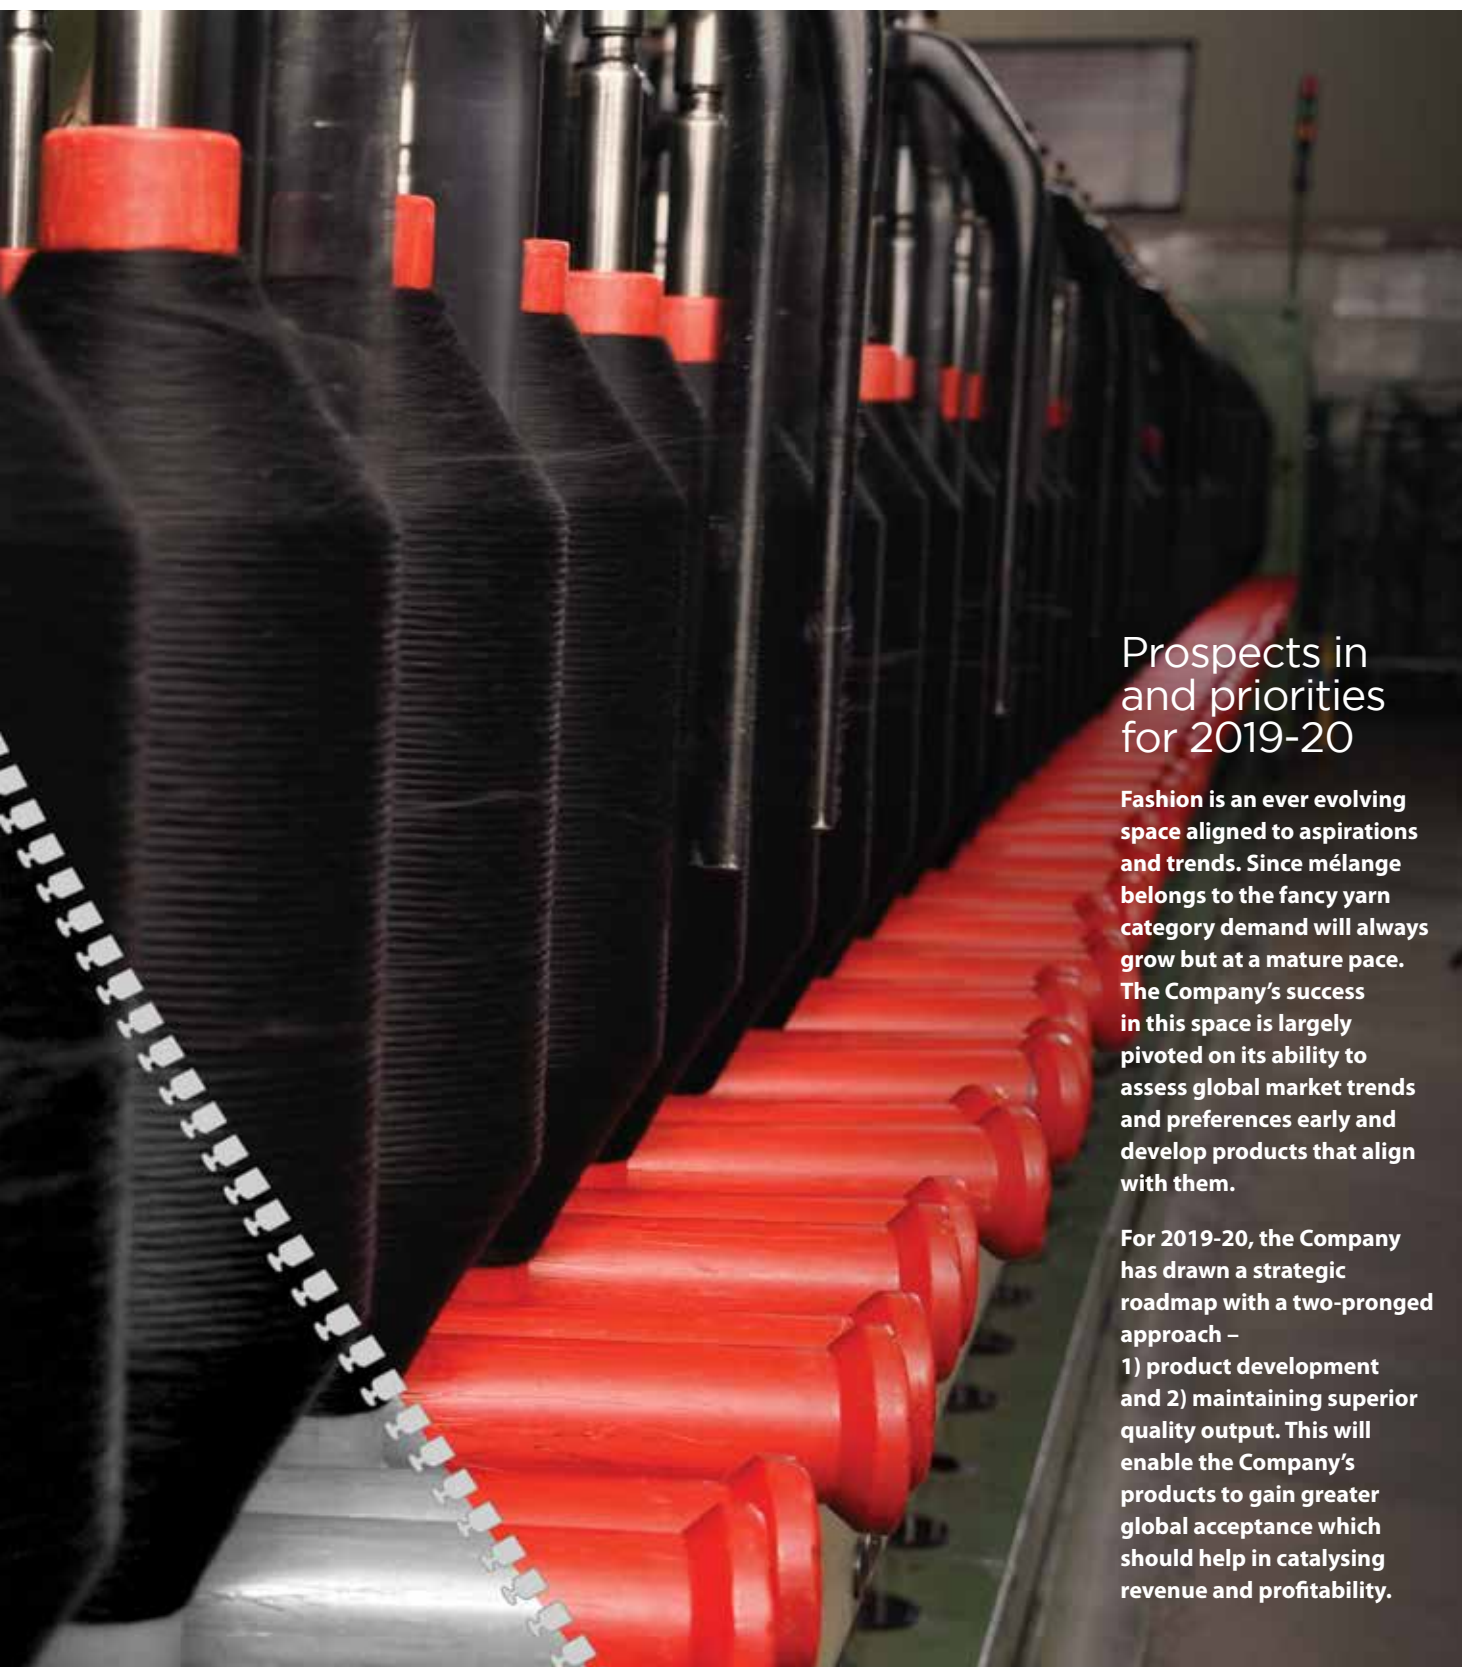 Prospects in
and priorities
for 2019-20
Fashion is an ever evolving
space aligned to aspirations
and trends. Since mélange
belongs to the fancy yarn
category demand will always
grow but at a mature pace.
The Company's success
in this space is largely
pivoted on its ability to
assess global market trends
and preferences early and
develop products that align
with them.
For 2019-20, the Company
has drawn a strategic
roadmap with a two-pronged
approach –
1) product development
and 2) maintaining superior
quality output. This will
enable the Company's
products to gain greater
global acceptance which
should help in catalysing
revenue and profitability.